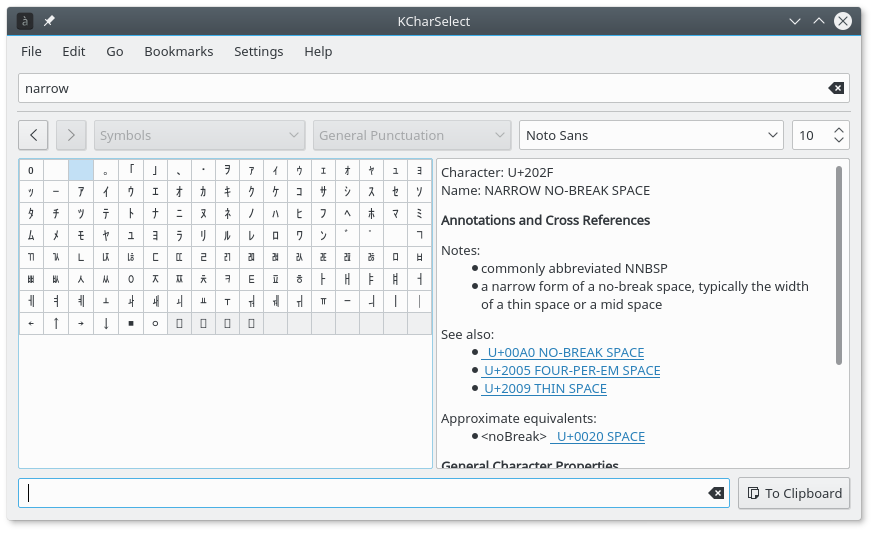 KCharSelect
File Edit Go Bookmarks Settings Help
narrow
Symbols General Punctuation Noto Sans 10
｡ ｢ ｣ ､ ･ ｦ ｧ ｨ ｩ ｪ ｫ ｬ ｭ ｮ
ｯ ｰ ｱ ｲ ｳ ｴ ｵ ｶ ｷ ｸ ｹ ｺ ｻ ｼ ｽ ｾ ｿ
ﾀ ﾁ ﾂ ﾃ ﾄ ﾅ ﾆ ﾇ ﾈ ﾉ ﾊ ﾋ ﾌ ﾍ ﾎ ﾏ ﾐ
ﾑ ﾒ ﾓ ﾔ ﾕ ﾖ ﾗ ﾘ ﾙ ﾚ ﾛ ﾜ ﾝ ﾞ ﾟ ﾡ
ﾢ ﾣ ﾤ ﾥ ﾦ ﾧ ﾨ ﾩ ﾪ ﾫ ﾬ ﾭ ﾮ ﾯ ﾰ ﾱ ﾲ
ﾳ ﾴ ﾵ ﾶ ﾷ ﾸ ﾹ ﾺ ﾻ ﾼ ﾽ ﾾ ￂ ￃ ￄ ￅ ￆ
ￇ ￊ ￋ ￌ ￍ ￎ ￏ ￒ ￓ ￔ ￕ ￖ ￗ ￚ ￛ ￜ ￨
￩ ￪ ￫ ￬ ￭ ￮
Character: U+202F
Name: NARROW NO-BREAK SPACE
Annotations and Cross References
Notes:
• commonly abbreviated NNBSP
• a narrow form of a no-break space, typically the width
of a thin space or a mid space
See also:
• U+00A0 NO-BREAK SPACE
• U+2005 FOUR-PER-EM SPACE
• U+2009 THIN SPACE
Approximate equivalents:
• <noBreak> U+0020 SPACE
General Character Properties
To Clipboard